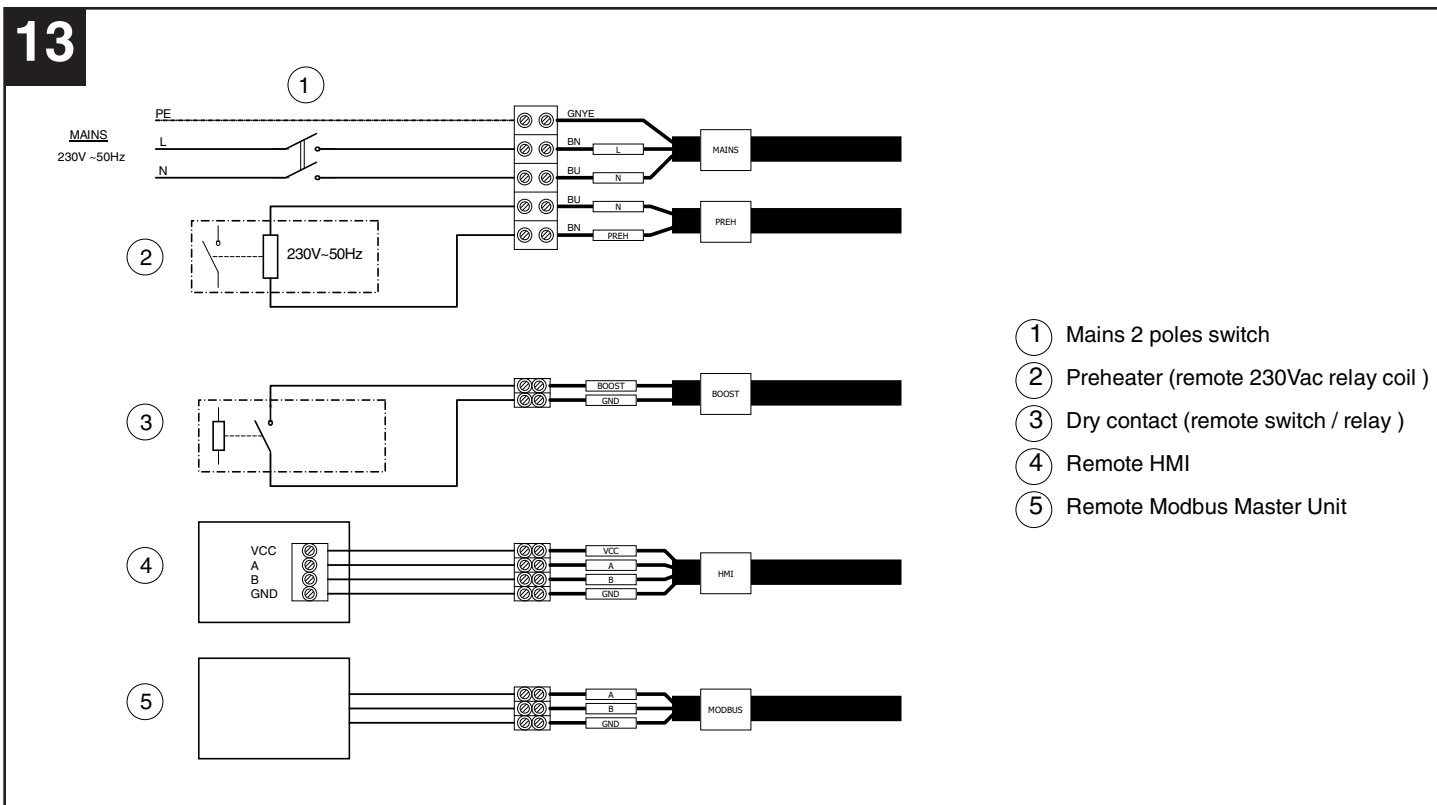 13
1
PE
GNYE
MAINS
230V ~50Hz
L
BN
L
MAINS
N
BU
N
BU
N
PREH
BN
PREH
2
230V~50Hz
BOOST
GND
BOOST
3
4
VCC
A
B
GND
VCC
A
B
GND
HMI
5
A
B
GND
MODBUS
1 Mains 2 poles switch
2 Preheater (remote 230Vac relay coil )
3 Dry contact (remote switch / relay )
4 Remote HMI
5 Remote Modbus Master Unit